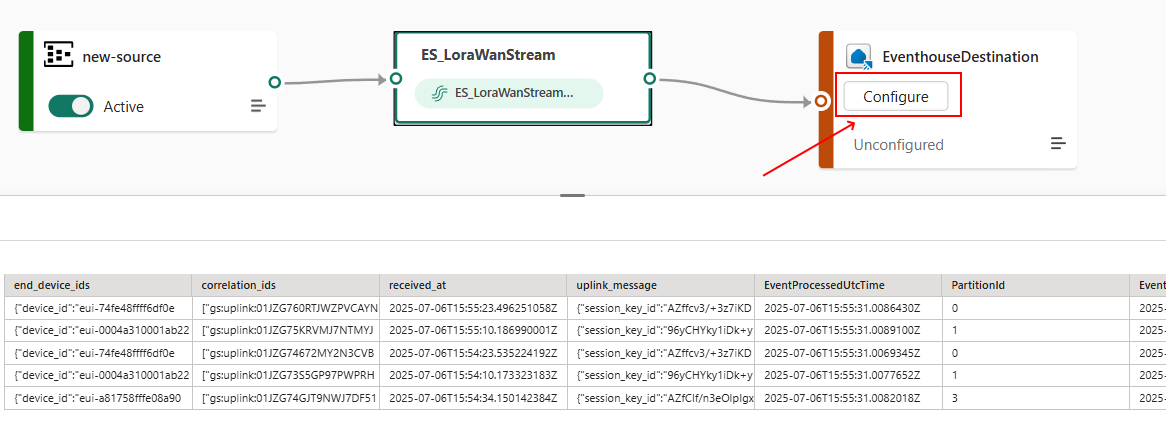 new-source
Active
ES_LoraWanStream
ES_LoraWanStream...
EventhouseDestination
Configure
Unconfigured
end_device_ids correlation_ids received_at uplink_message EventProcessedUtcTime PartitionId Event
{"device_id":"eui-74fe48ffff6df0e ["gs:uplink:01JZG760RTJWZPVCAYN 2025-07-06T15:55:23.496251058Z {"session_key_id":"AZffcv3/+3z7iKD 2025-07-06T15:55:31.0086430Z 0 2025-
{"device_id":"eui-0004a310001ab22 ["gs:uplink:01JZG75KRVMJ7NTMYJ 2025-07-06T15:55:10.186990001Z {"session_key_id":"96yCHYky1iDk+y 2025-07-06T15:55:31.0089100Z 1 2025-
{"device_id":"eui-74fe48ffff6df0e ["gs:uplink:01JZG74672MY2N3CVB 2025-07-06T15:54:23.535224192Z {"session_key_id":"AZffcv3/+3z7iKD 2025-07-06T15:55:31.0069345Z 0 2025-
{"device_id":"eui-0004a310001ab22 ["gs:uplink:01JZG73S5GP97PWPRH 2025-07-06T15:54:10.173323183Z {"session_key_id":"96yCHYky1iDk+y 2025-07-06T15:55:31.0077652Z 1 2025-
{"device_id":"eui-a81758fffe08a90 ["gs:uplink:01JZG74GJT9NWJ7DF51 2025-07-06T15:54:34.150142384Z {"session_key_id":"AZfClf/n3eOlpIgx 2025-07-06T15:55:31.0082018Z 3 2025-